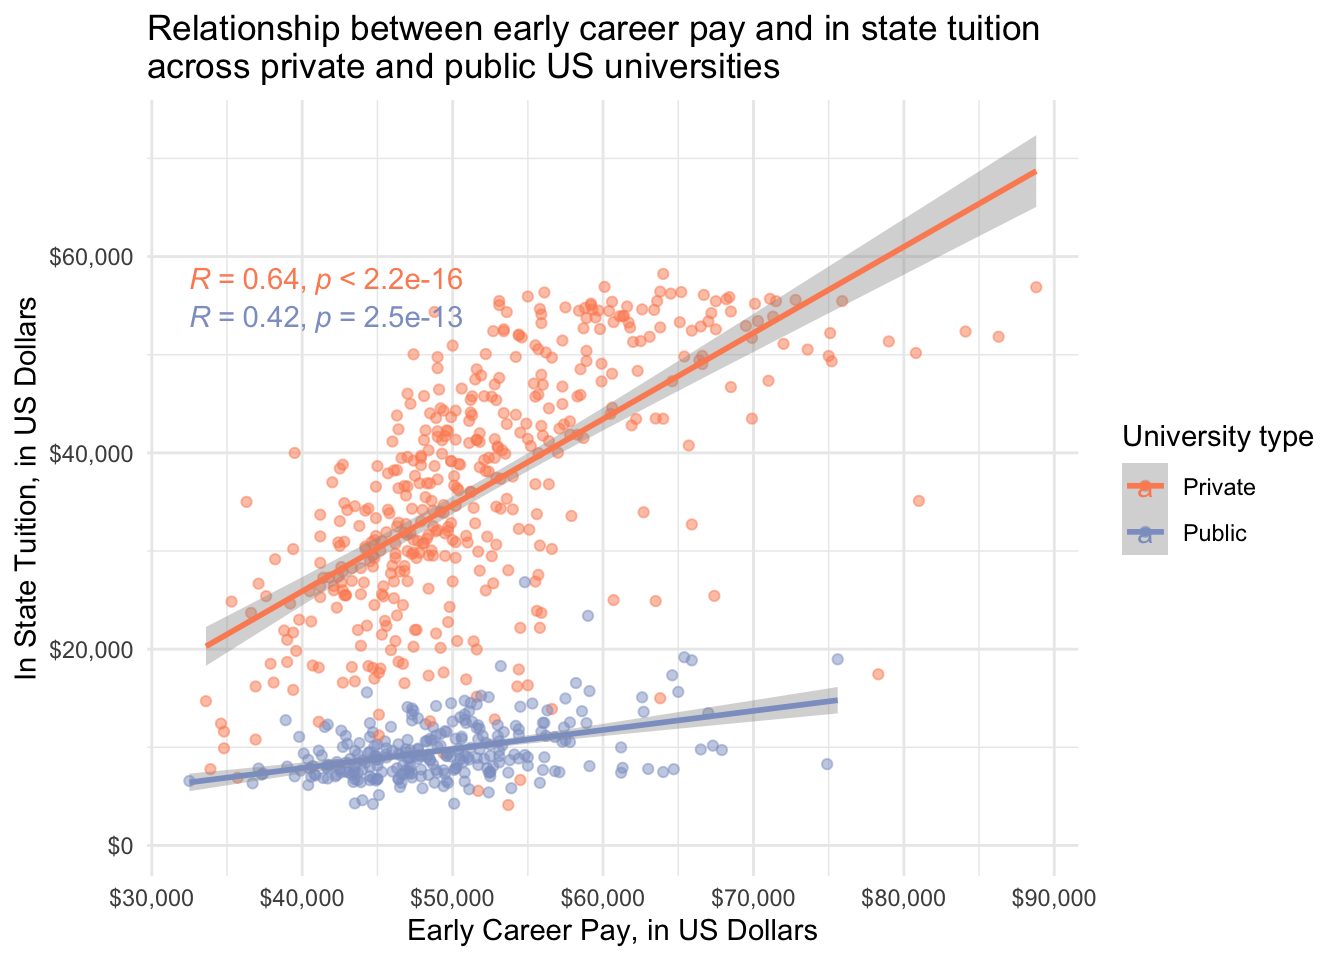 Relationship between early career pay and in state tuition
across private and public US universities
$60,000
$40,000
$20,000
$0
In State Tuition, in US Dollars
R = 0.64, p < 2.2e-16
R = 0.42, p = 2.5e-13
$30,000
$40,000
$50,000
$60,000
$70,000
$80,000
$90,000
Early Career Pay, in US Dollars
University type
a Private
a Public